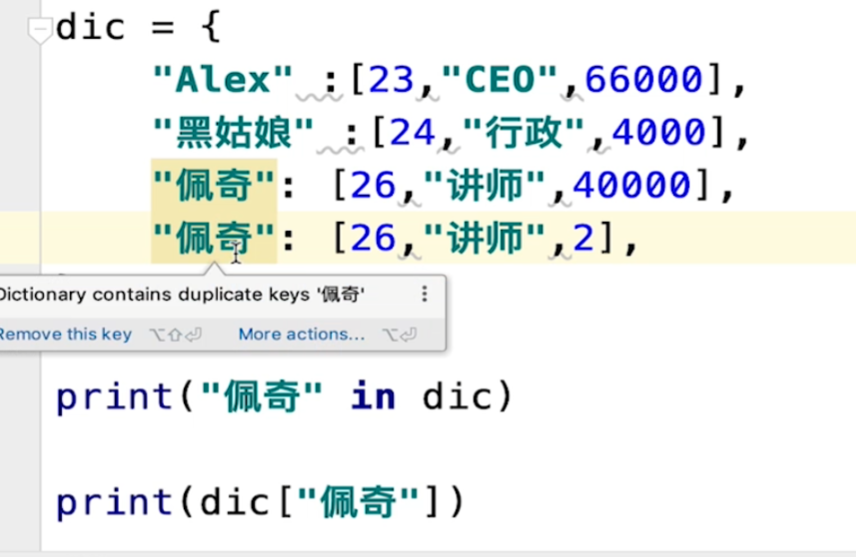 dic = {
"Alex" :[23,"CEO",66000],
"黑姑娘" :[24,"行政",4000],
"佩奇": [26,"讲师",40000],
"佩奇": [26,"讲师",2],
Dictionary contains duplicate keys '佩奇'
Remove this key ⌥⇧⏎ More actions... ⌥⏎
print("佩奇" in dic)
print(dic["佩奇"])